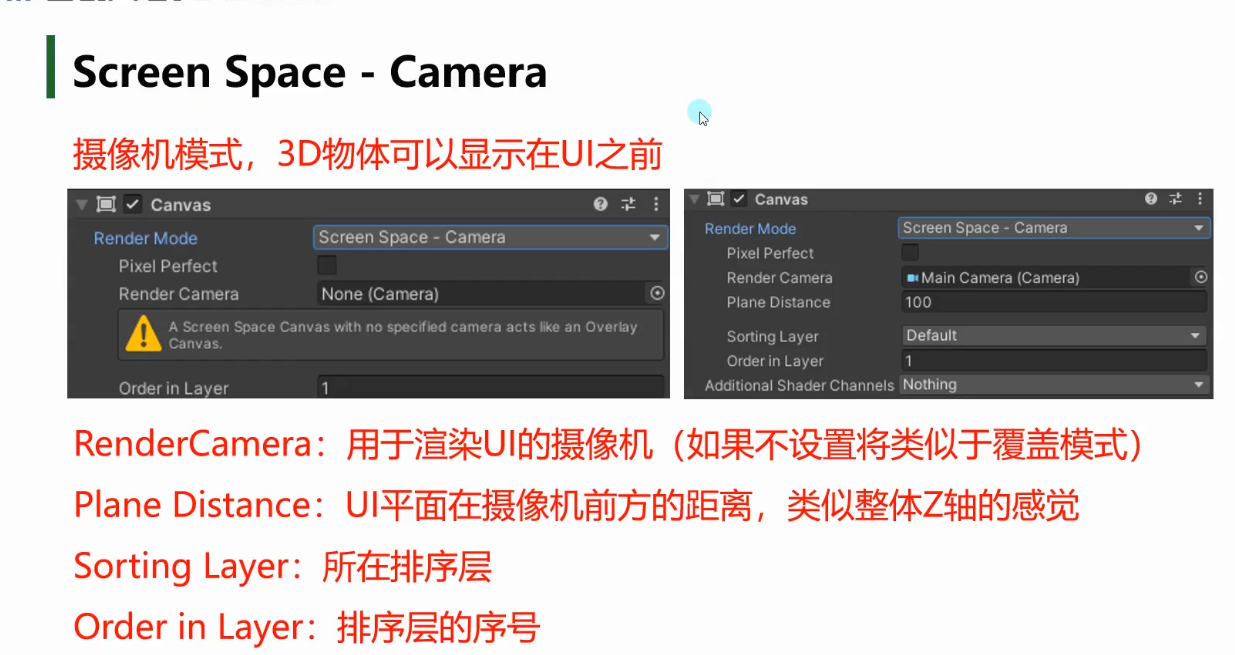 Screen Space - Camera
摄像机模式，3D物体可以显示在UI之前
Canvas
Render Mode Screen Space - Camera
Pixel Perfect
Render Camera None (Camera)
A Screen Space Canvas with no specified camera acts like an Overlay
Canvas.
Order in Layer 1
Canvas
Render Mode Screen Space - Camera
Pixel Perfect
Render Camera Main Camera (Camera)
Plane Distance 100
Sorting Layer Default
Order in Layer 1
Additional Shader Channels Nothing
RenderCamera：用于渲染UI的摄像机（如果不设置将类似于覆盖模式）
Plane Distance：UI平面在摄像机前方的距离，类似整体Z轴的感觉
Sorting Layer：所在排序层
Order in Layer：排序层的序号